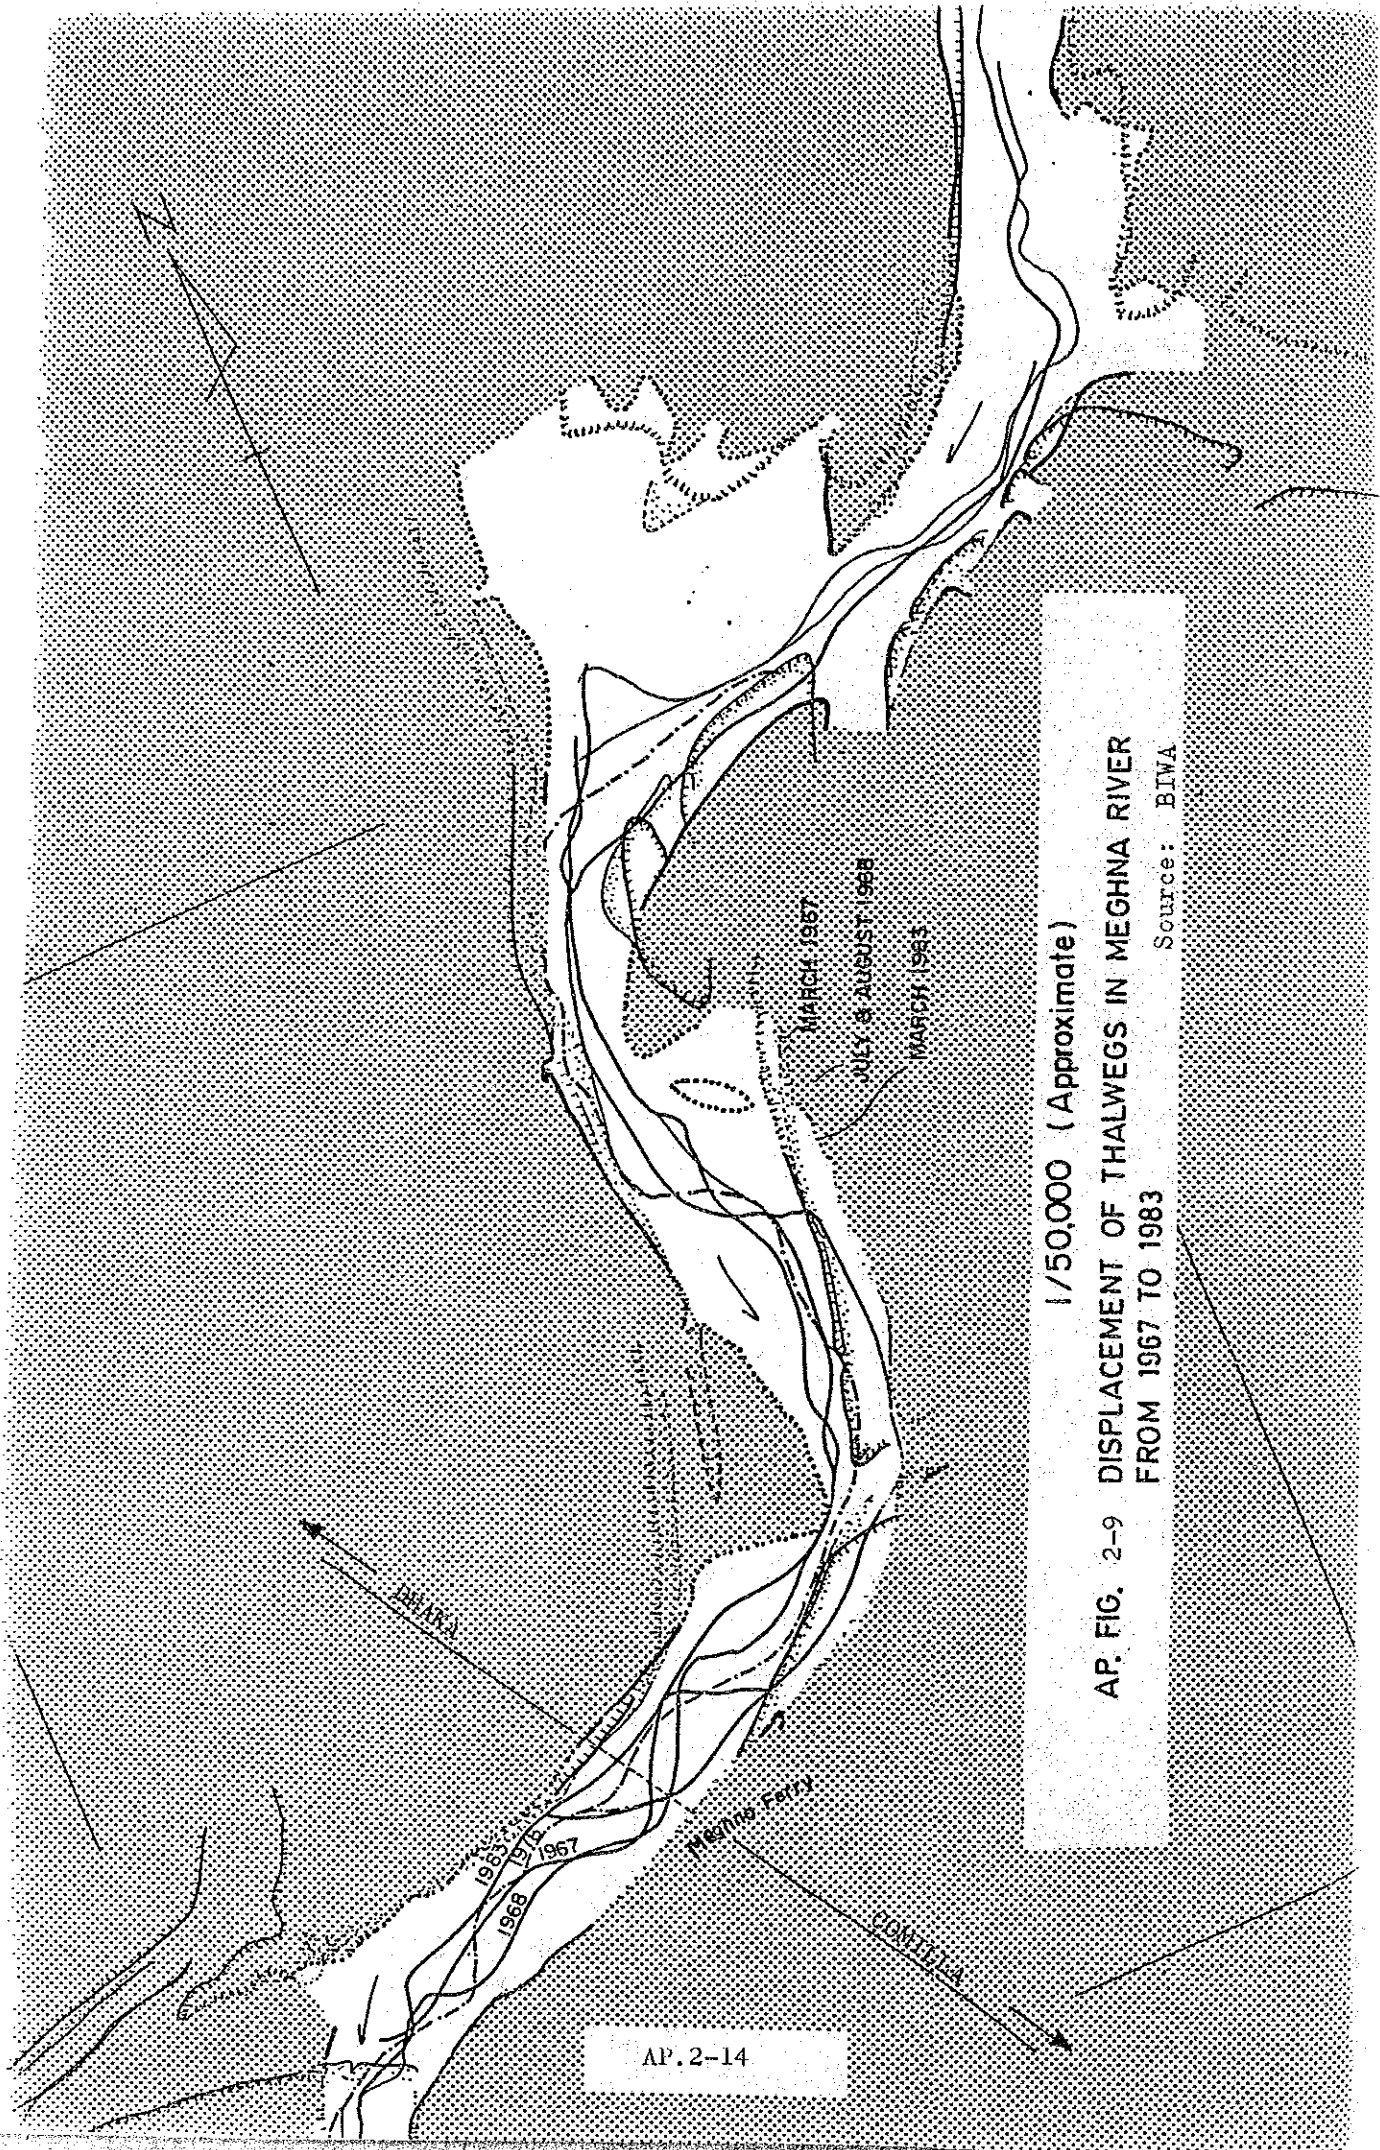 N
DHAKA
1983
1967
1968
Meghna Ferry
COMILLA
MARCH 1967
JULY & AUGUST 1968
MARCH 1983
1/50,000 (Approximate)
AP. FIG. 2-9 DISPLACEMENT OF THALWEGS IN MEGHNA RIVER
FROM 1967 TO 1983
Source: BIWA
AP.2-14